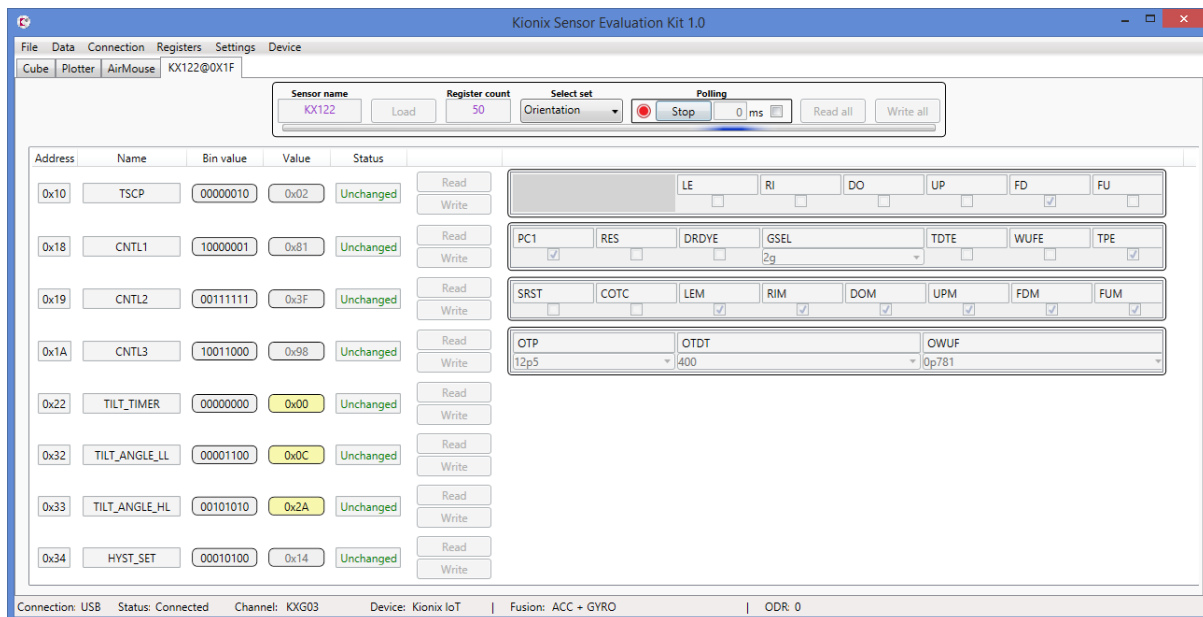 Kionix Sensor Evaluation Kit 1.0
File Data Connection Registers Settings Device
Cube Plotter AirMouse KX122@0X1F
Sensor name Register count Select set Polling
KX122 Load 50 Orientation Stop 0 ms Read all Write all
Address Name Bin value Value Status
0x10 TSCP 00000010 0x02 Unchanged Read Write
LE RI DO UP FD FU
0x18 CNTL1 10000001 0x81 Unchanged Read Write
PC1 RES DRDYE GSEL TDTE WUFE TPE
2g
0x19 CNTL2 00111111 0x3F Unchanged Read Write
SRST COTC LEM RIM DOM UPM FDM FUM
0x1A CNTL3 10011000 0x98 Unchanged Read Write
OTP OTDT OWUF
12p5 400 0p781
0x22 TILT_TIMER 00000000 0x00 Unchanged Read Write
0x32 TILT_ANGLE_LL 00001100 0x0C Unchanged Read Write
0x33 TILT_ANGLE_HL 00101010 0x2A Unchanged Read Write
0x34 HYST_SET 00010100 0x14 Unchanged Read Write
Connection: USB Status: Connected Channel: KXG03 Device: Kionix IoT | Fusion: ACC + GYRO | ODR: 0